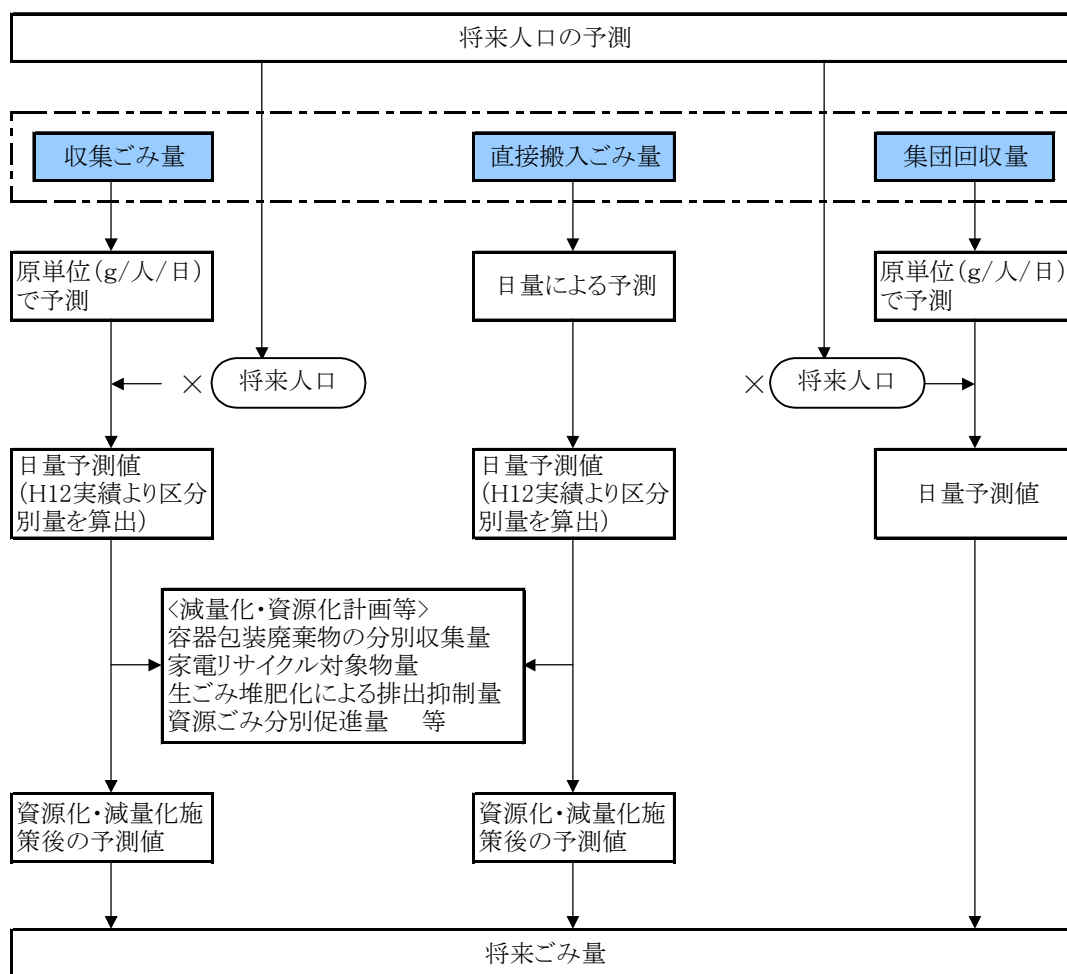 将来人口の予測
収集ごみ量
直接搬入ごみ量
集団回収量
原単位(g/人/日)
で予測
日量による予測
原単位(g/人/日)
で予測
×
将来人口
×
将来人口
日量予測値
(H12実績より区分
別量を算出)
日量予測値
(H12実績より区分
別量を算出)
日量予測値
<減量化・資源化計画等>
容器包装廃棄物の分別収集量
家電リサイクル対象物量
生ごみ堆肥化による排出抑制量
資源ごみ分別促進量 等
資源化・減量化施
策後の予測値
資源化・減量化施
策後の予測値
将来ごみ量